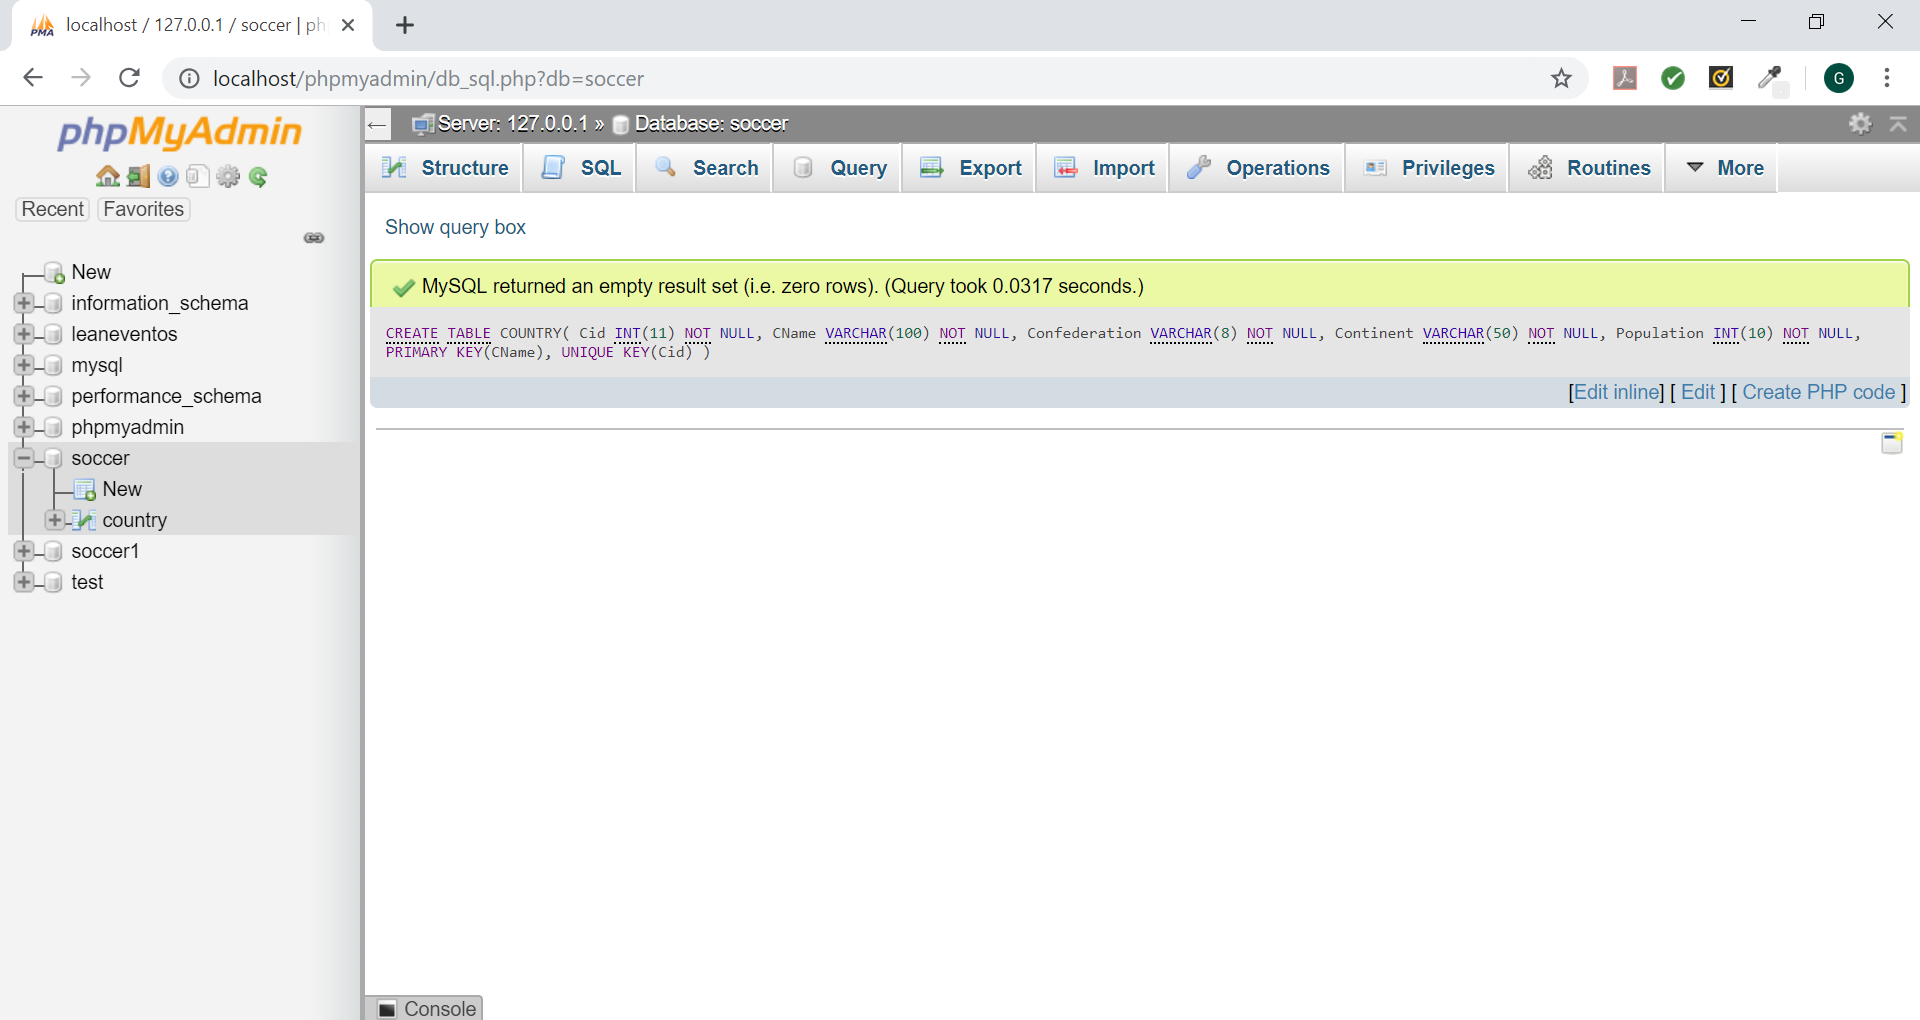 localhost / 127.0.0.1 / soccer | ph
localhost/phpmyadmin/db_sql.php?db=soccer
G
phpMyAdmin
Recent Favorites
New
information_schema
leaneventos
mysql
performance_schema
phpmyadmin
soccer
New
country
soccer1
test
Server: 127.0.0.1 » Database: soccer
Structure SQL Search Query Export Import Operations Privileges Routines More
Show query box
MySQL returned an empty result set (i.e. zero rows). (Query took 0.0317 seconds.)
CREATE TABLE COUNTRY( Cid INT(11) NOT NULL, CName VARCHAR(100) NOT NULL, Confederation VARCHAR(8) NOT NULL, Continent VARCHAR(50) NOT NULL, Population INT(10) NOT NULL,
PRIMARY KEY(CName), UNIQUE KEY(Cid) )
[Edit inline] [ Edit ] [ Create PHP code ]
Console